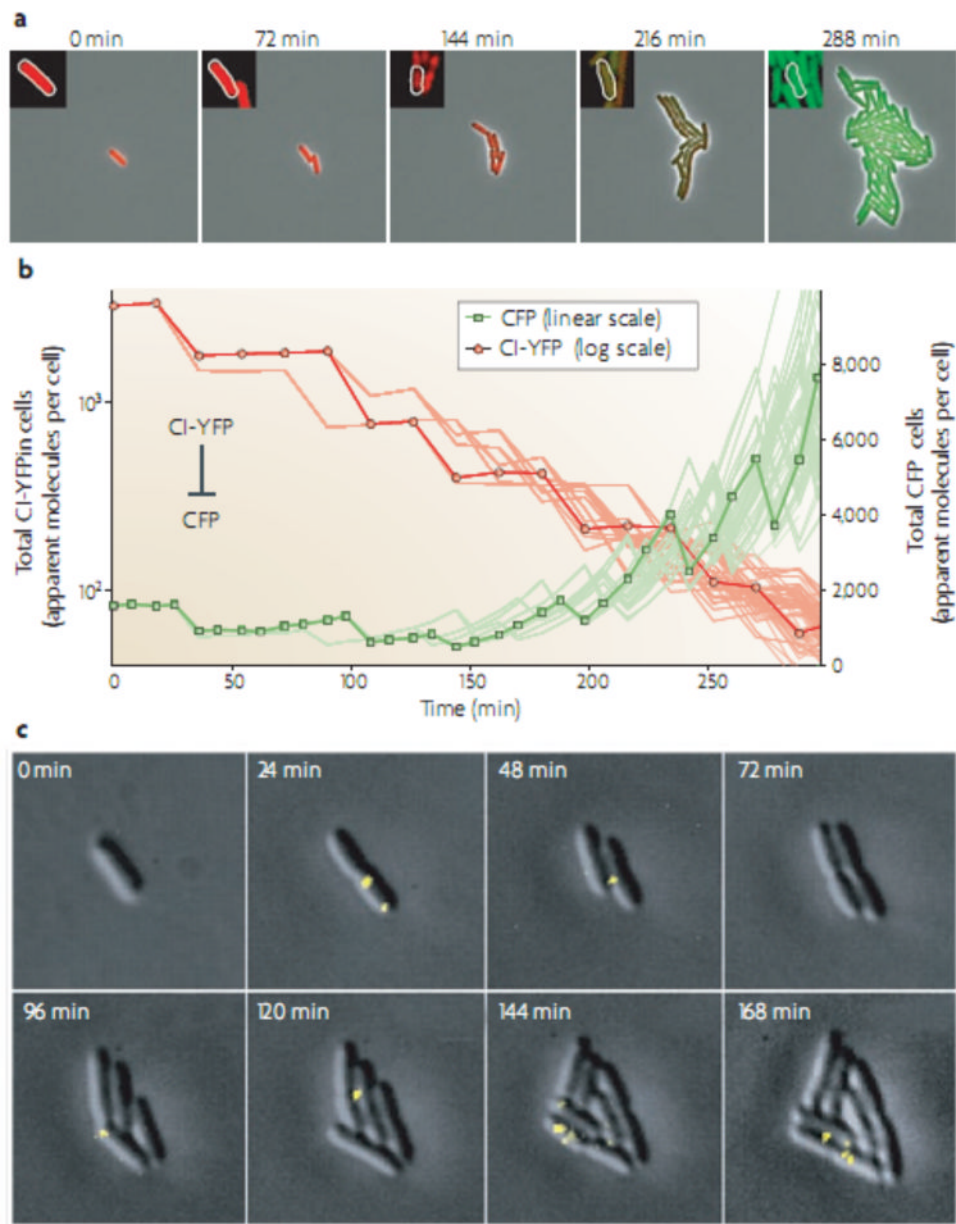 a
0 min 72 min 144 min 216 min 288 min
b
CFP (linear scale)
CI-YFP (log scale)
Total CI-YFPin cells
(apparent molecules per cell)
10³
10²
CI-YFP
CFP
8,000
6,000
4,000
2,000
0
Total CFP cells
(apparent molecules per cell)
0 50 100 150 200 250
Time (min)
c
0 min 24 min 48 min 72 min
96 min 120 min 144 min 168 min